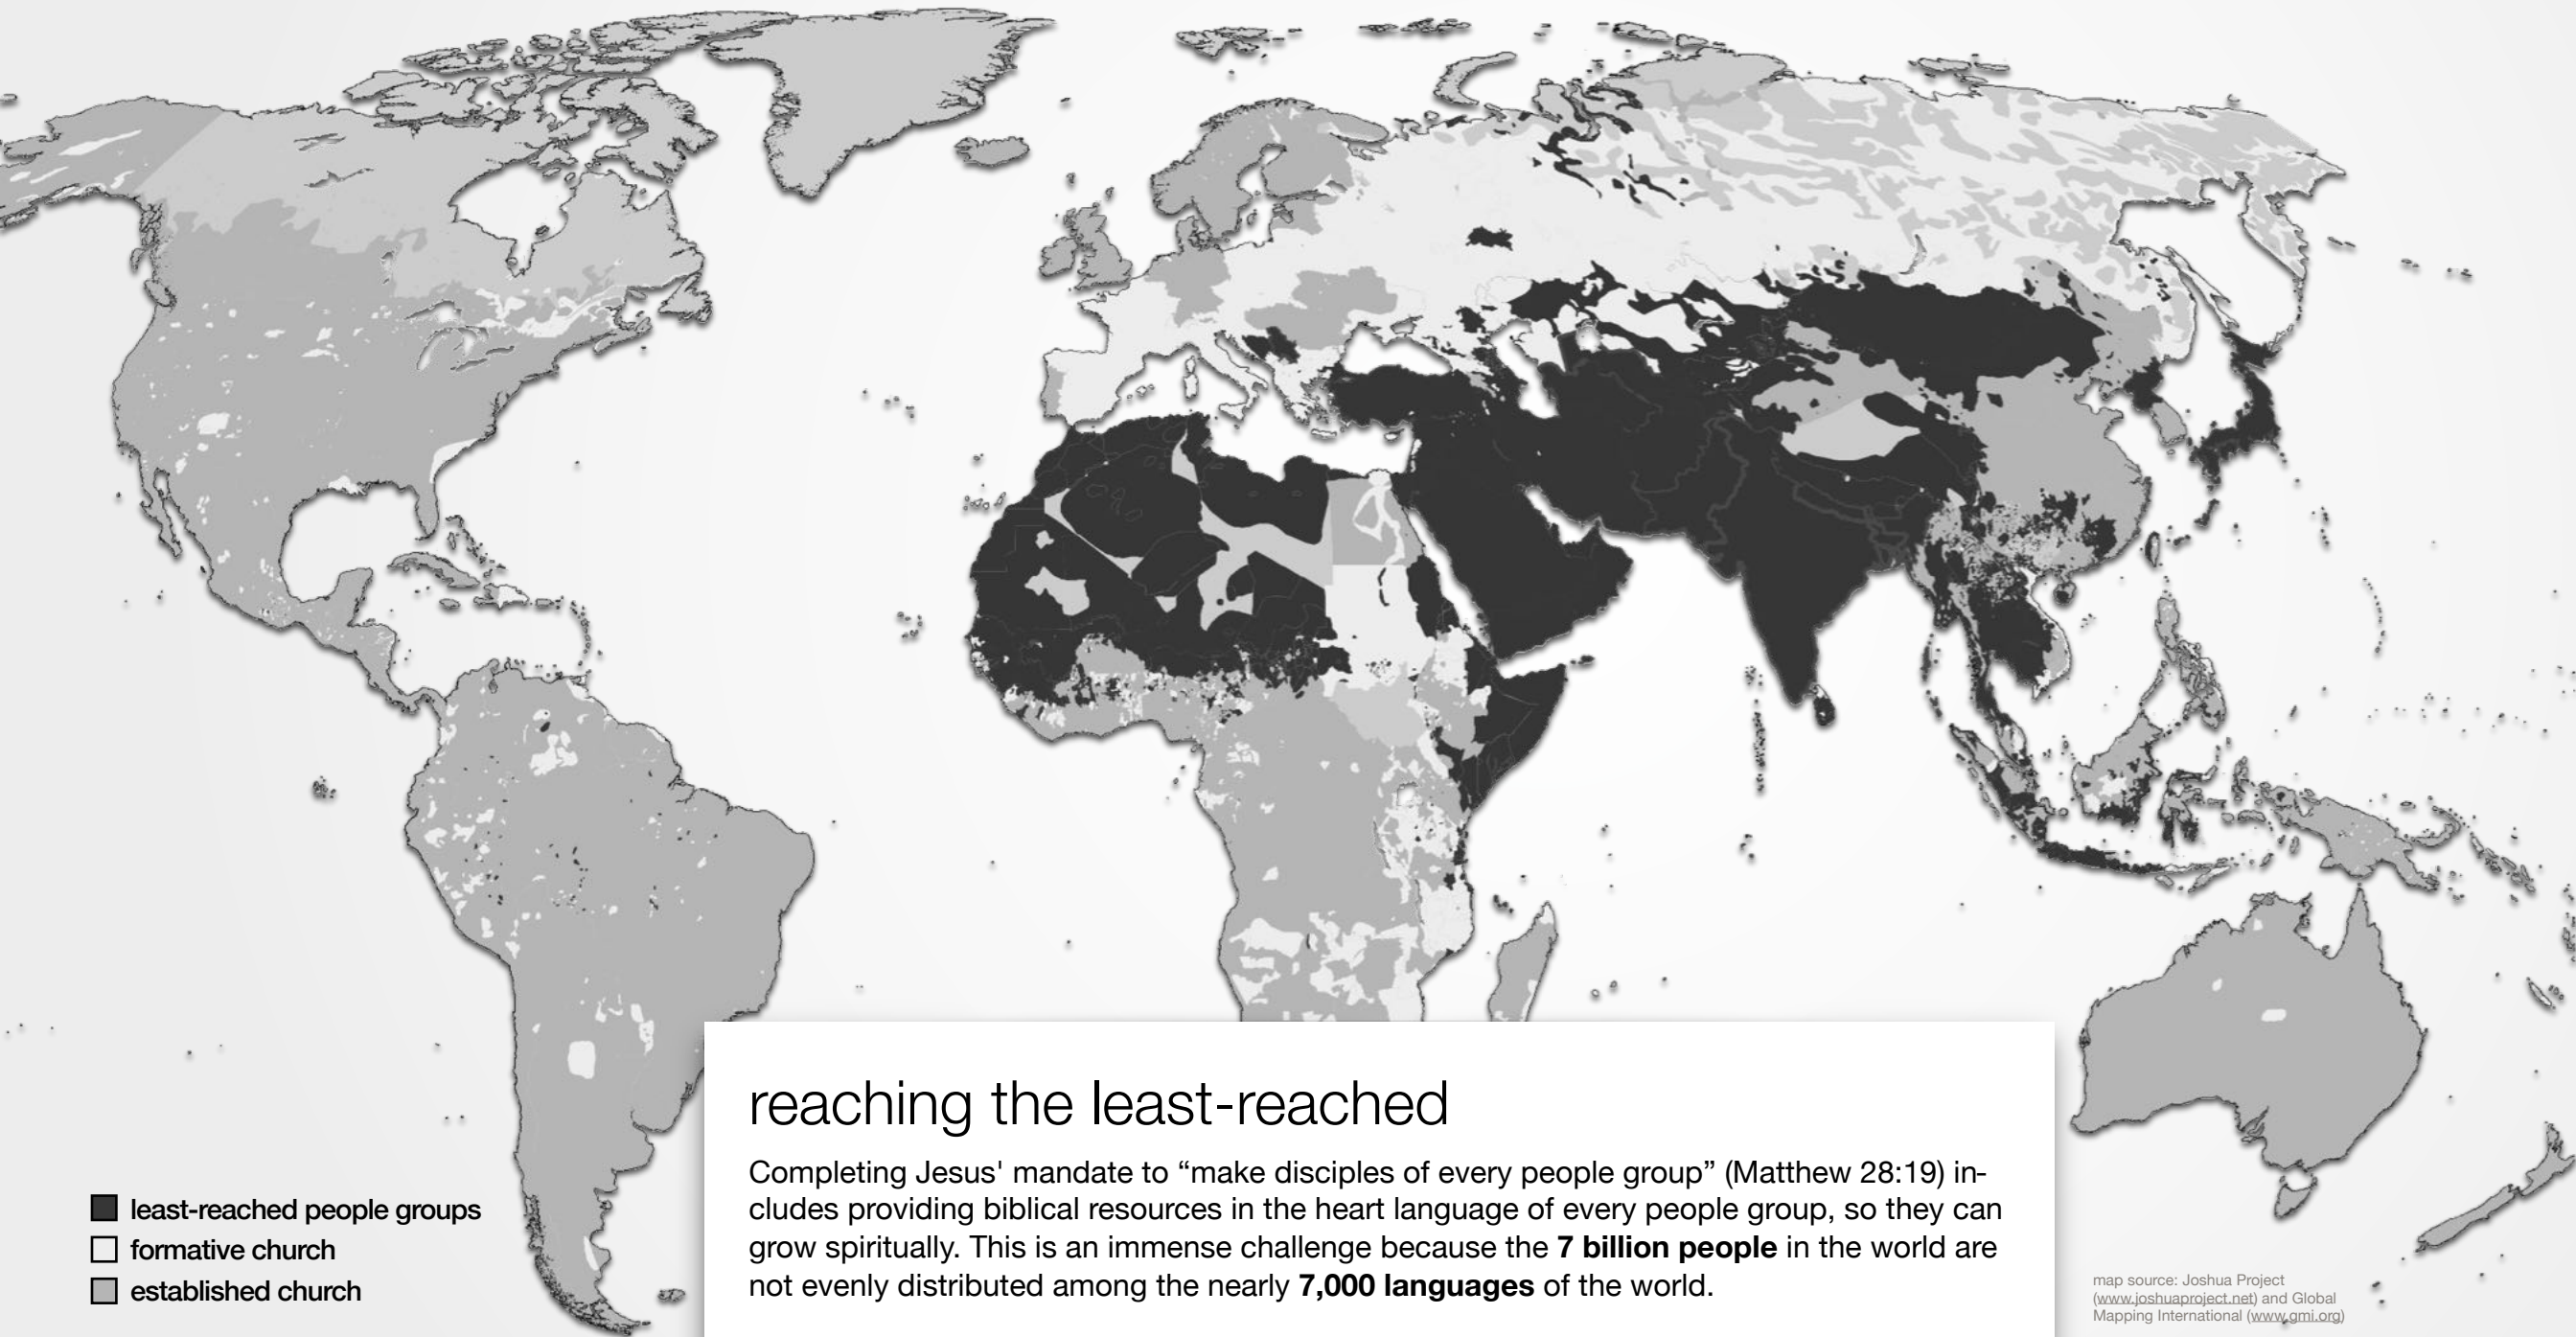 reaching the least-reached
Completing Jesus' mandate to “make disciples of every people group” (Matthew 28:19) in-
cludes providing biblical resources in the heart language of every people group, so they can
grow spiritually. This is an immense challenge because the 7 billion people in the world are
not evenly distributed among the nearly 7,000 languages of the world.
least-reached people groups
formative church
established church
map source: Joshua Project
(www.joshuaproject.net) and Global
Mapping International (www.gmi.org)